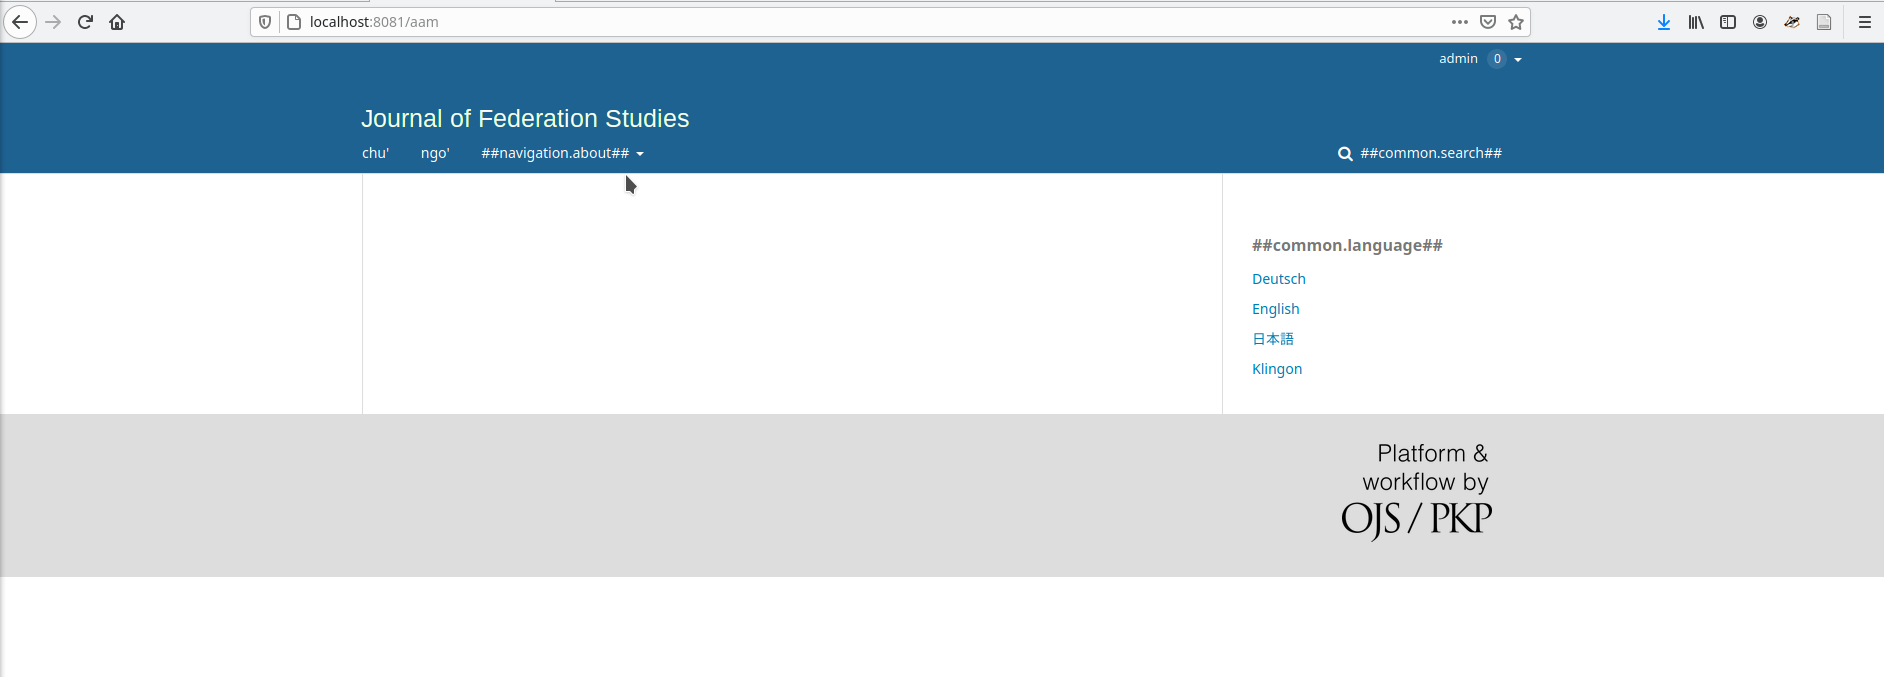 localhost:8081/aam
admin 0
Journal of Federation Studies
chu' ngo' ##navigation.about## ##common.search##
##common.language##
Deutsch
English
日本語
Klingon
Platform &
workflow by
OJS / PKP